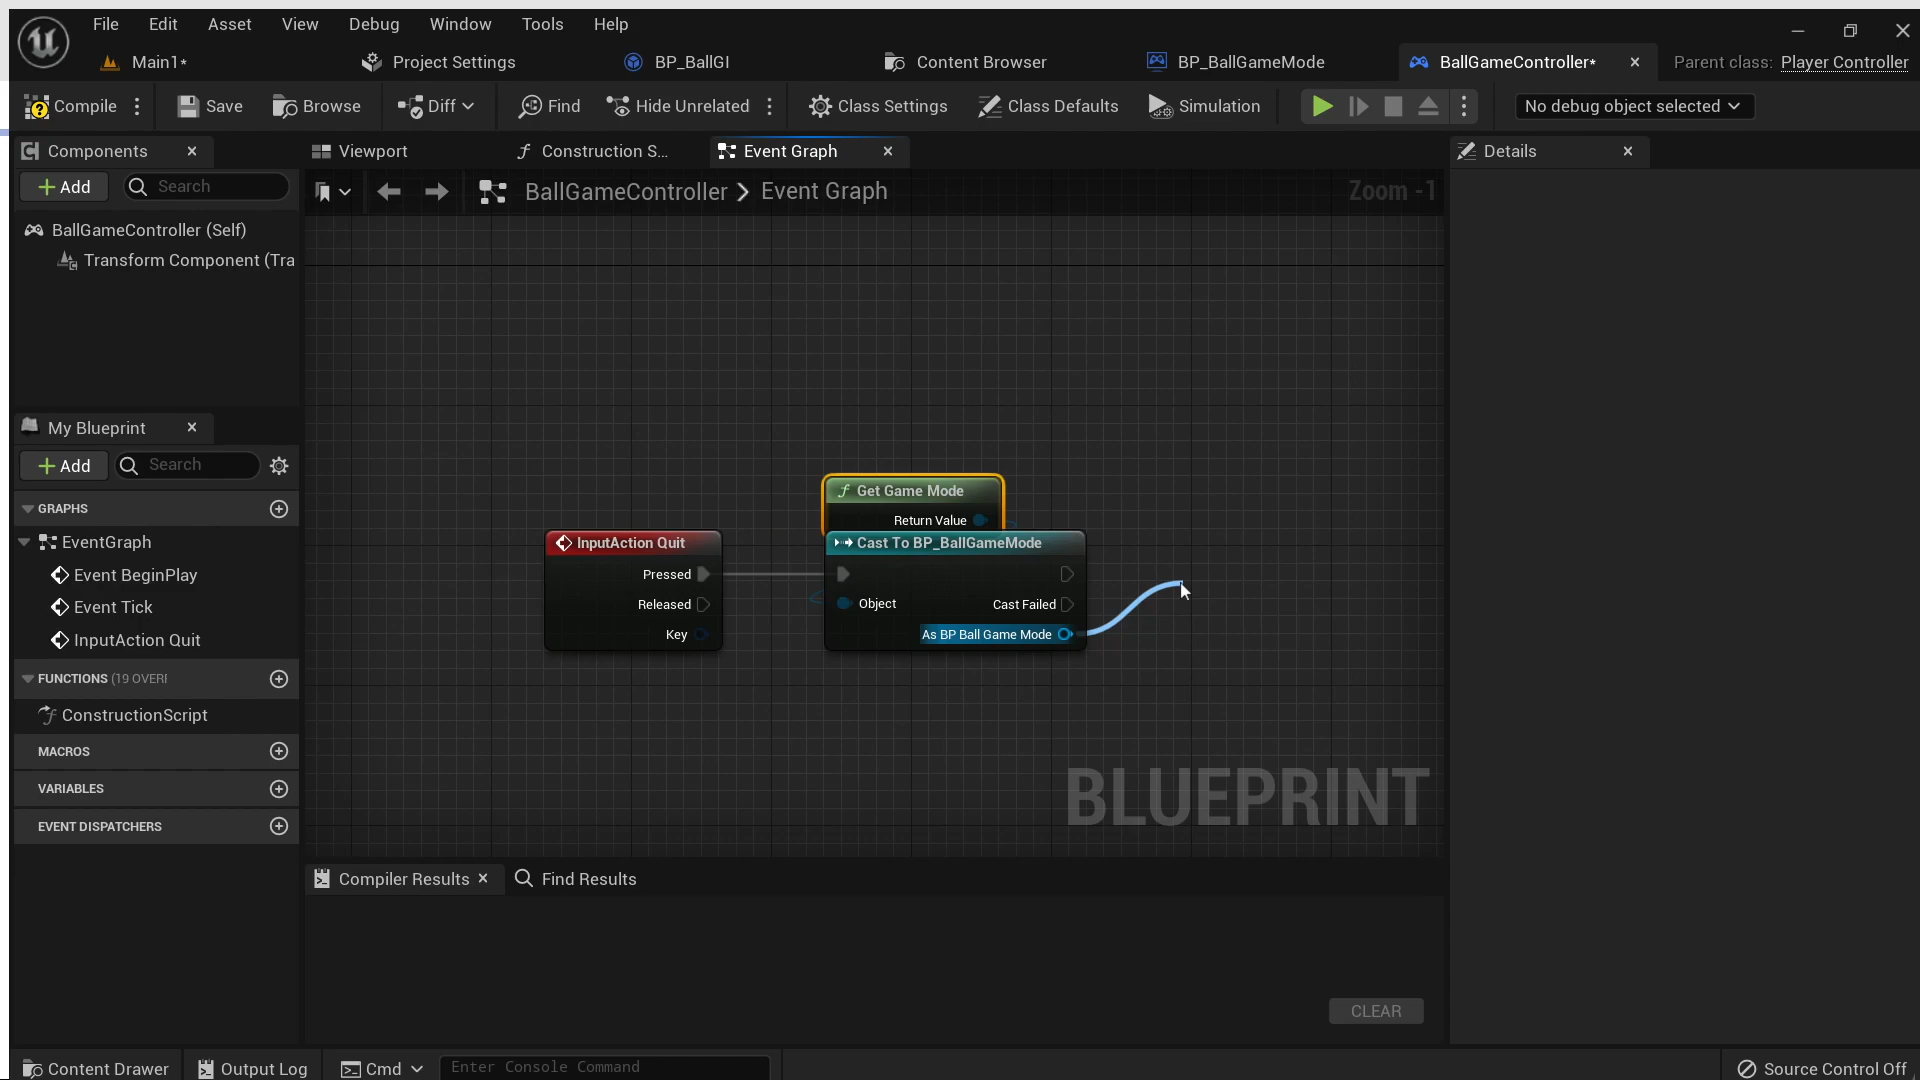 File Edit Asset View Debug Window Tools Help
Main1* Project Settings BP_BallGI Content Browser BP_BallGameMode BallGameController* Parent class: Player Controller
Compile Save Browse Diff Find Hide Unrelated Class Settings Class Defaults Simulation No debug object selected
Components Viewport Construction S... Event Graph Details
Add Search BallGameController > Event Graph Zoom -1
BallGameController (Self)
Transform Component (Tra
My Blueprint
Add Search
GRAPHS
EventGraph
Event BeginPlay
Event Tick
InputAction Quit
FUNCTIONS (19 OVERI
ConstructionScript
MACROS
VARIABLES
EVENT DISPATCHERS
Get Game Mode
Return Value
InputAction Quit
Pressed
Released
Key
Cast To BP_BallGameMode
Object Cast Failed
As BP Ball Game Mode
BLUEPRINT
Compiler Results Find Results
CLEAR
Content Drawer Output Log Cmd Enter Console Command Source Control Off